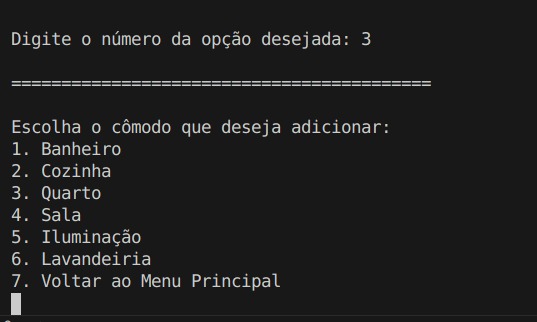 Digite o número da opção desejada: 3
==========================================
Escolha o cômodo que deseja adicionar:
1. Banheiro
2. Cozinha
3. Quarto
4. Sala
5. Iluminação
6. Lavandeiria
7. Voltar ao Menu Principal